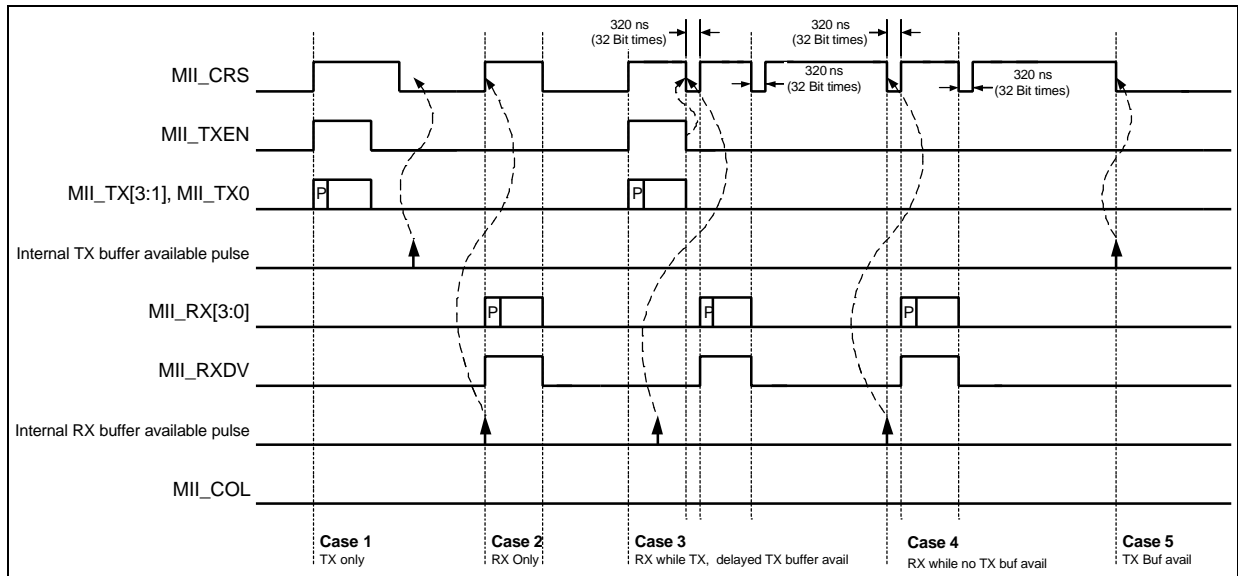 320 ns
(32 Bit times)
320 ns
(32 Bit times)
MII_CRS
320 ns
(32 Bit times)
320 ns
(32 Bit times)
MII_TXEN
MII_TX[3:1], MII_TX0
P
P
Internal TX buffer available pulse
MII_RX[3:0]
P
P
P
MII_RXDV
Internal RX buffer available pulse
MII_COL
Case 1
TX only
Case 2
RX Only
Case 3
RX while TX, delayed TX buffer avail
Case 4
RX while no TX buf avail
Case 5
TX Buf avail